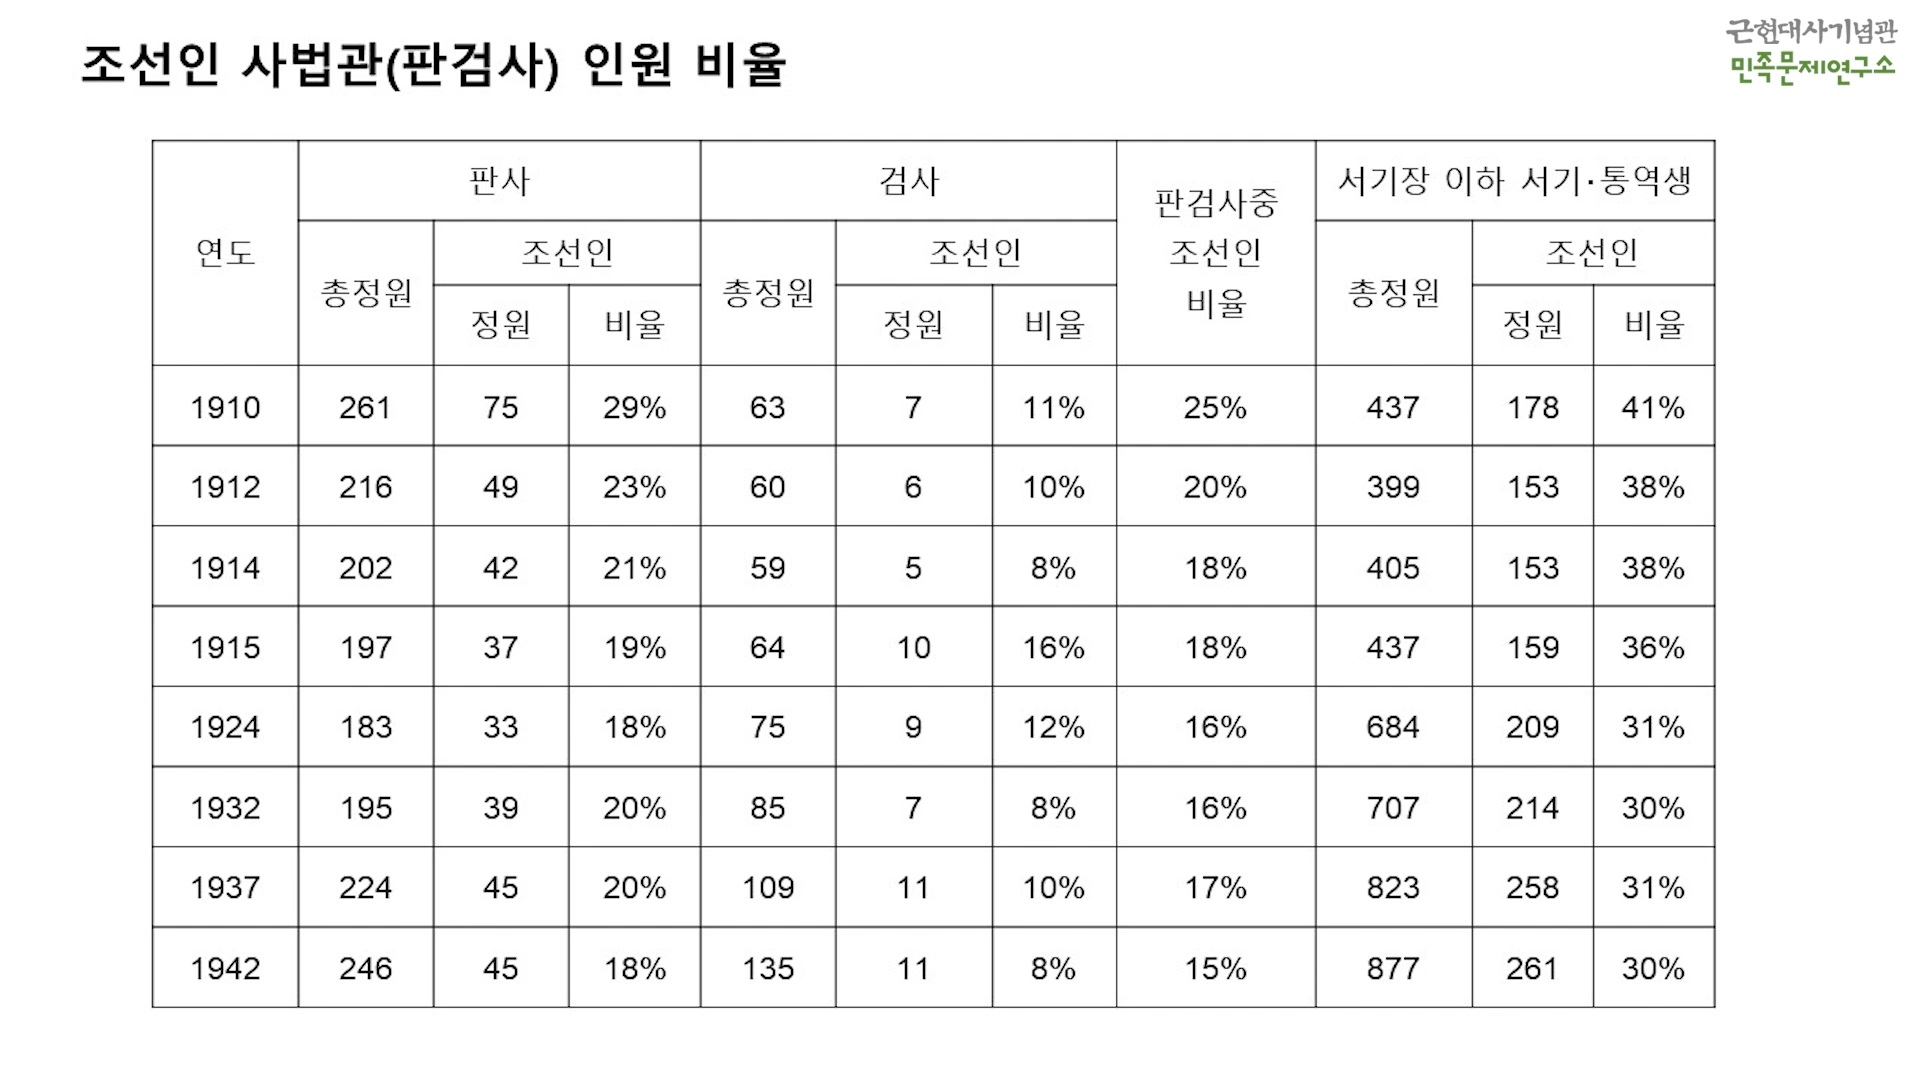 조선인 사법관(판검사) 인원 비율
근현대사기념관
민족문제연구소
연도 판사 검사 판검사중 조선인 비율 서기장 이하 서기·통역생
총정원 조선인 총정원 조선인 총정원 조선인
정원 비율 정원 비율 정원 비율
1910 261 75 29% 63 7 11% 25% 437 178 41%
1912 216 49 23% 60 6 10% 20% 399 153 38%
1914 202 42 21% 59 5 8% 18% 405 153 38%
1915 197 37 19% 64 10 16% 18% 437 159 36%
1924 183 33 18% 75 9 12% 16% 684 209 31%
1932 195 39 20% 85 7 8% 16% 707 214 30%
1937 224 45 20% 109 11 10% 17% 823 258 31%
1942 246 45 18% 135 11 8% 15% 877 261 30%